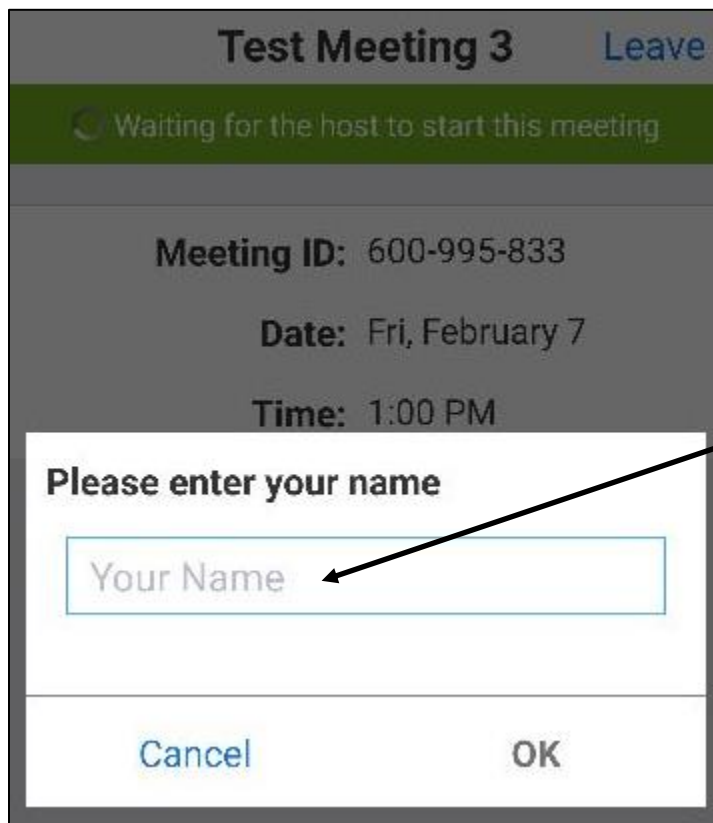 Test Meeting 3 Leave
Waiting for the host to start this meeting
Meeting ID: 600-995-833
Date: Fri, February 7
Time: 1:00 PM
Please enter your name
Your Name
Cancel OK